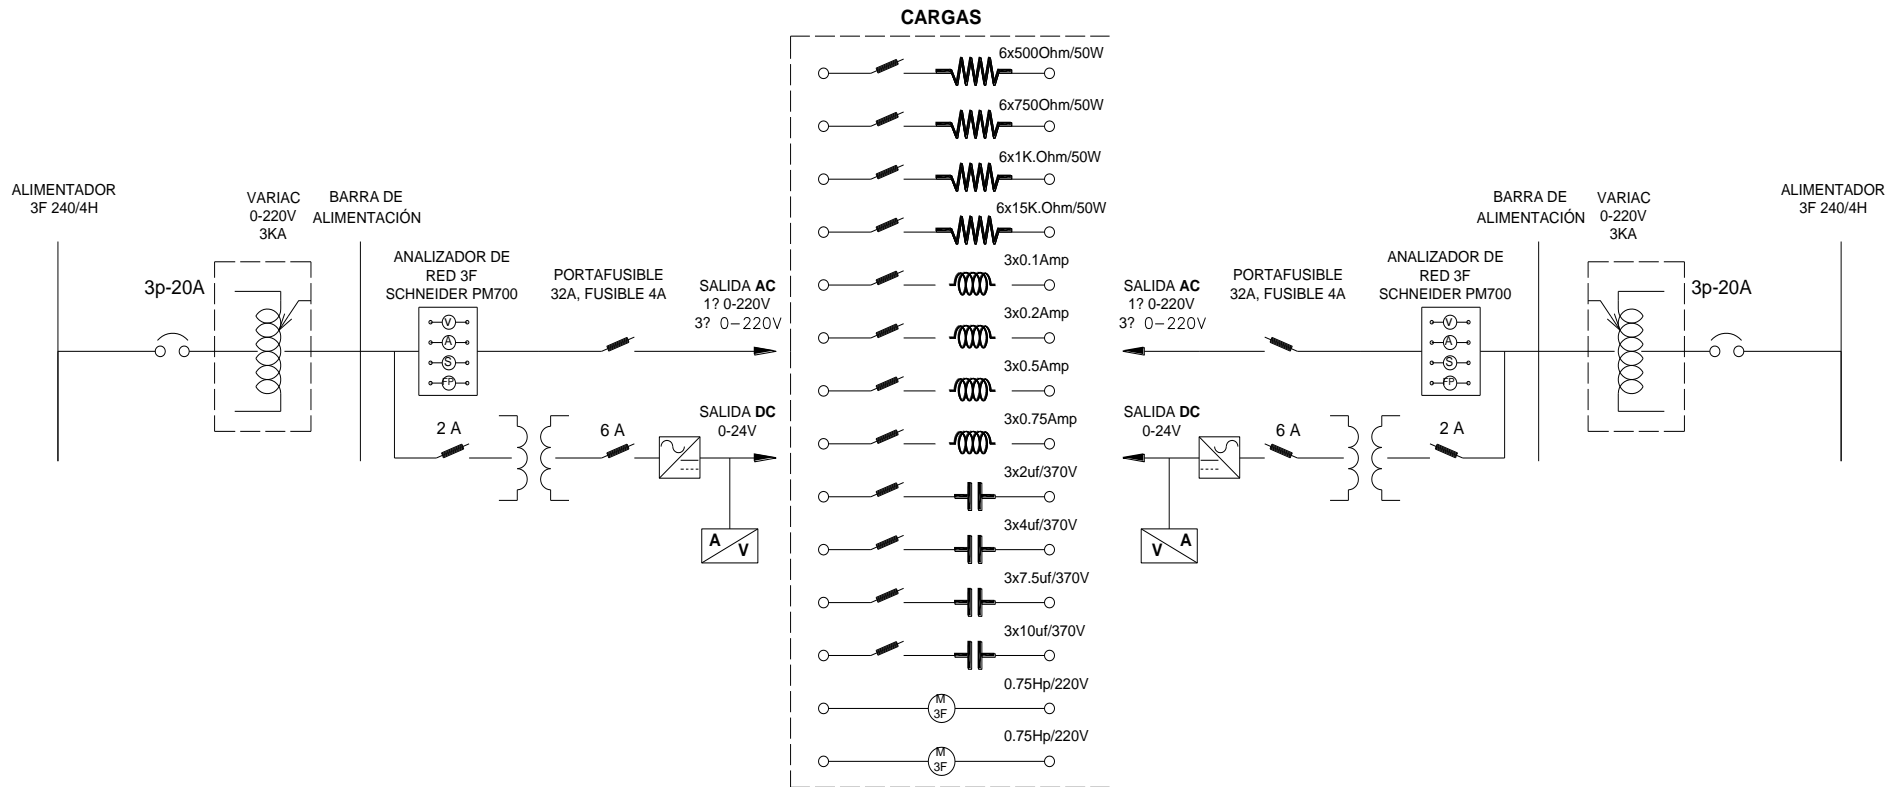 CARGAS
6x500Ohm/50W
6x750Ohm/50W
6x1K.Ohm/50W
6x15K.Ohm/50W
3x0.1Amp
3x0.2Amp
3x0.5Amp
3x0.75Amp
3x2uf/370V
3x4uf/370V
3x7.5uf/370V
3x10uf/370V
0.75Hp/220V
M
3F
0.75Hp/220V
M
3F
ALIMENTADOR
3F 240/4H
3p-20A
VARIAC
0-220V
3KA
BARRA DE
ALIMENTACIÓN
ANALIZADOR DE
RED 3F
SCHNEIDER PM700
V
A
S
FP
PORTAFUSIBLE
32A, FUSIBLE 4A
SALIDA AC
1? 0-220V
3? 0-220V
2 A
6 A
SALIDA DC
0-24V
A
V
SALIDA AC
1? 0-220V
3? 0-220V
PORTAFUSIBLE
32A, FUSIBLE 4A
ANALIZADOR DE
RED 3F
SCHNEIDER PM700
V
A
S
FP
BARRA DE
ALIMENTACIÓN
VARIAC
0-220V
3KA
3p-20A
ALIMENTADOR
3F 240/4H
SALIDA DC
0-24V
6 A
2 A
V
A